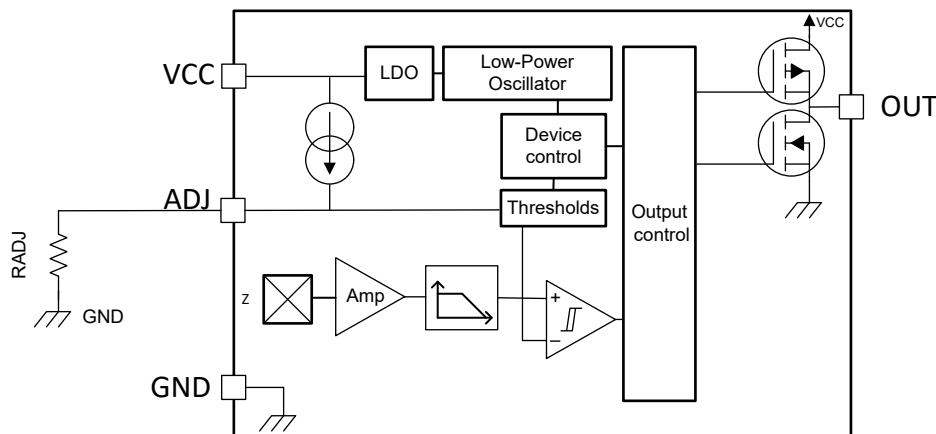 VCC
VCC
LDO
Low-Power
Oscillator
OUT
Device
control
ADJ
Thresholds
Output
control
RADJ
GND
Z
Amp
+
−
GND